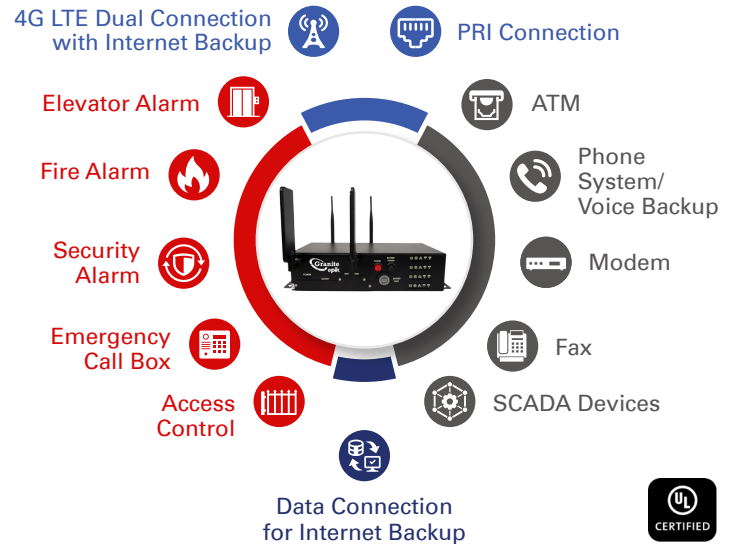 4G LTE Dual Connection
with Internet Backup
PRI Connection
Elevator Alarm
ATM
Fire Alarm
Phone
System/
Voice Backup
Security
Alarm
Modem
Emergency
Call Box
Fax
Access
Control
SCADA Devices
Data Connection
for Internet Backup
Granite
epik
UL
CERTIFIED